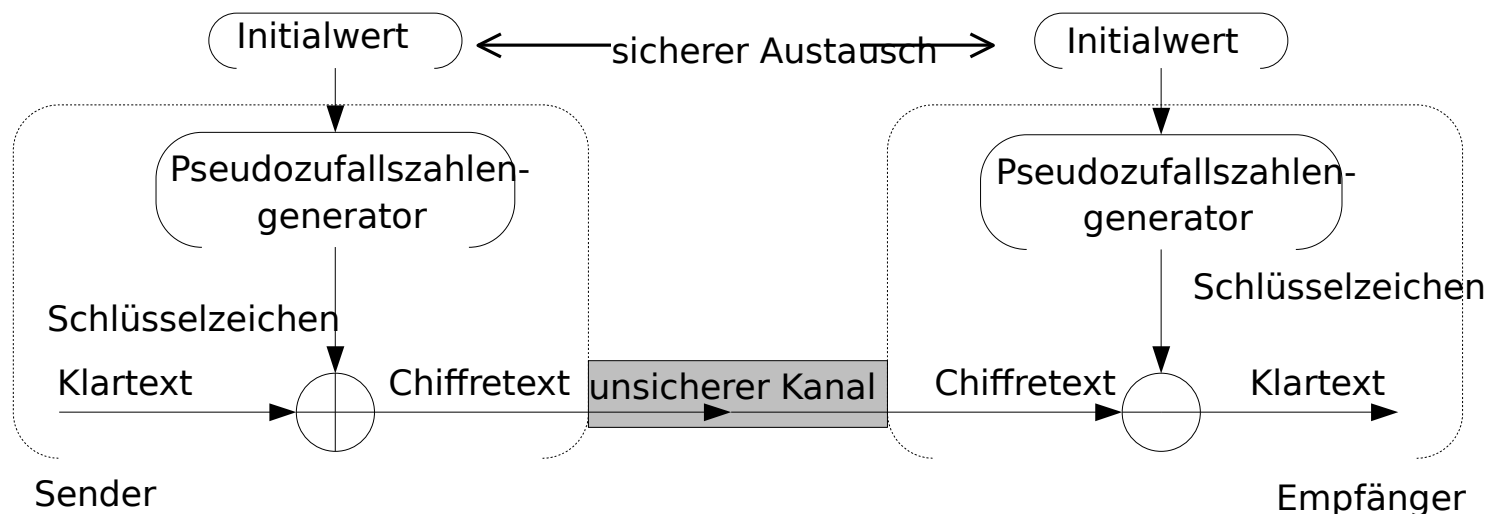 Initialwert
sicherer Austausch
Initialwert
Pseudozufallszahlen-
generator
Pseudozufallszahlen-
generator
Schlüsselzeichen
Schlüsselzeichen
Klartext
Chiffretext
unsicherer Kanal
Chiffretext
Klartext
Sender
Empfänger